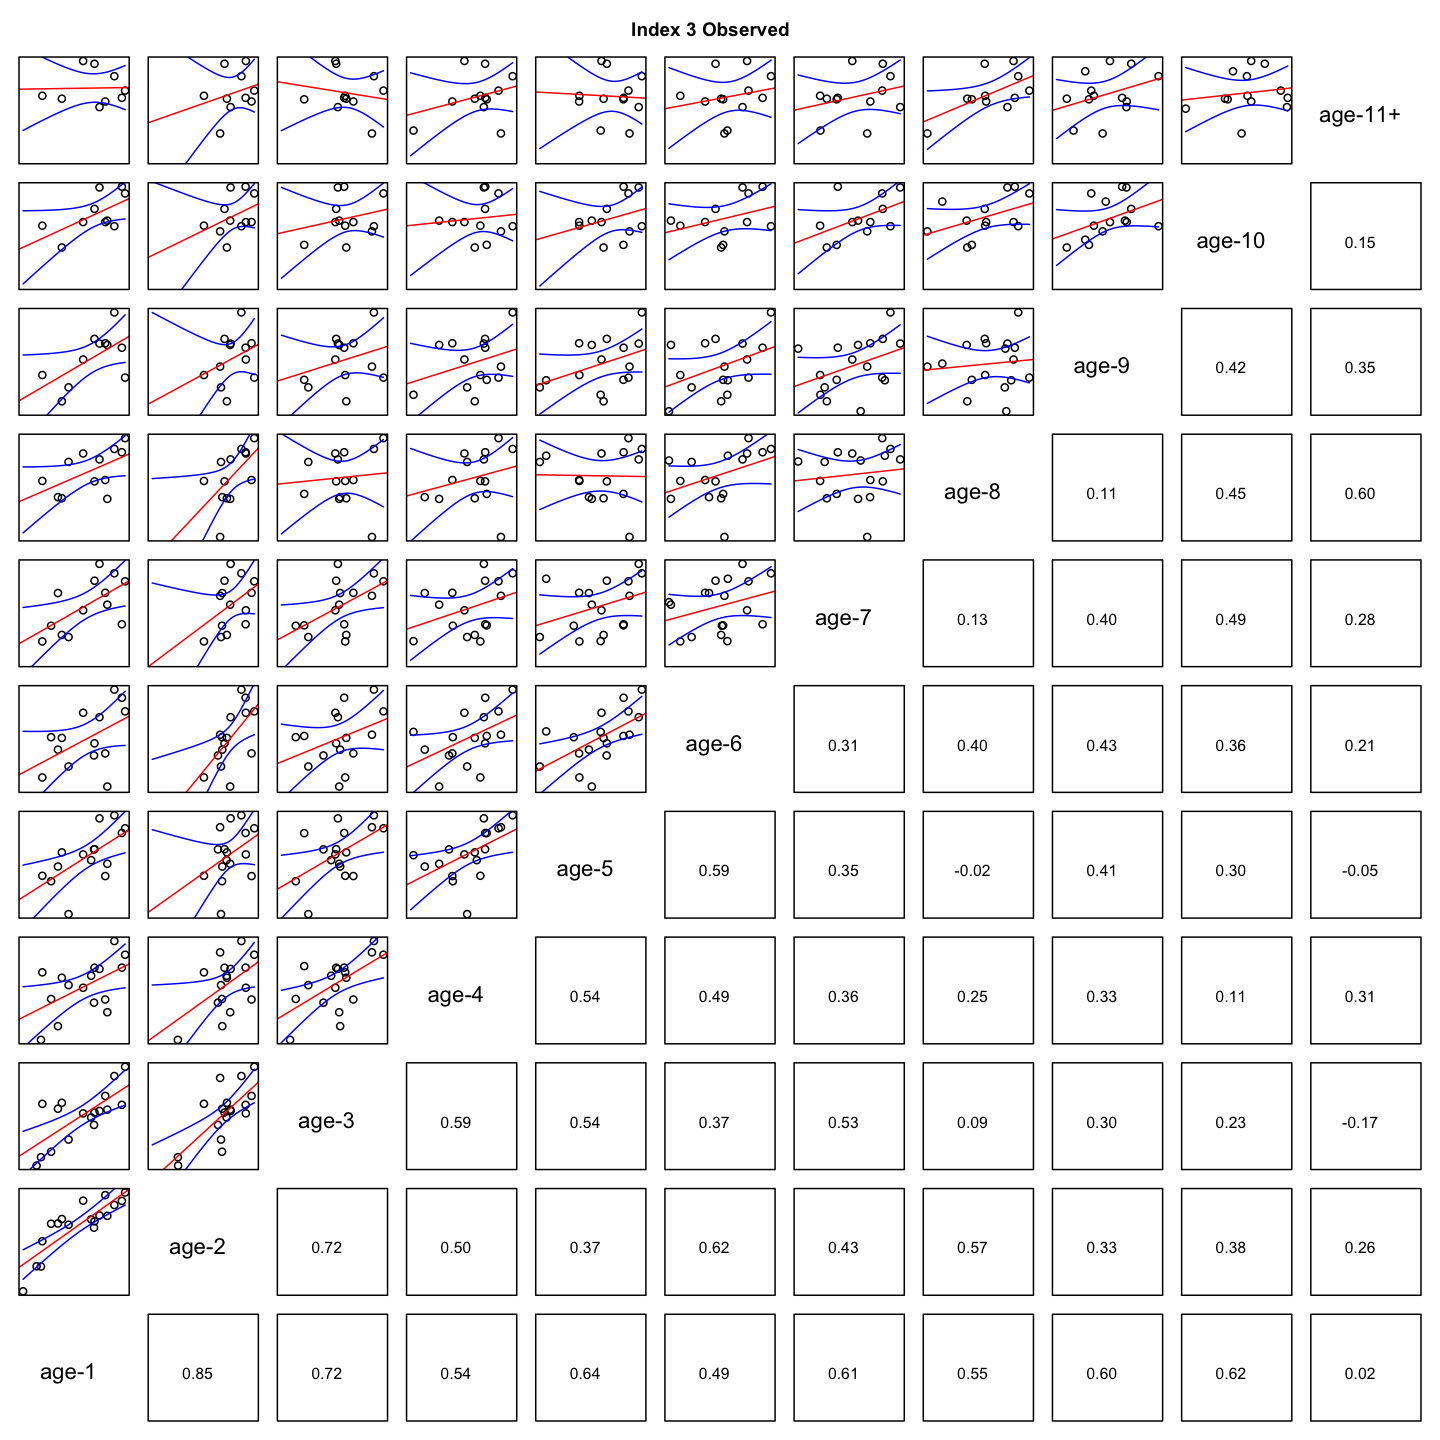 Index 3 Observed
age-11+
age-10 0.15
age-9 0.42 0.35
age-8 0.11 0.45 0.60
age-7 0.13 0.40 0.49 0.28
age-6 0.31 0.40 0.43 0.36 0.21
age-5 0.59 0.35 -0.02 0.41 0.30 -0.05
age-4 0.54 0.49 0.36 0.25 0.33 0.11 0.31
age-3 0.59 0.54 0.37 0.53 0.09 0.30 0.23 -0.17
age-2 0.72 0.50 0.37 0.62 0.43 0.57 0.33 0.38 0.26
age-1 0.85 0.72 0.54 0.64 0.49 0.61 0.55 0.60 0.62 0.02